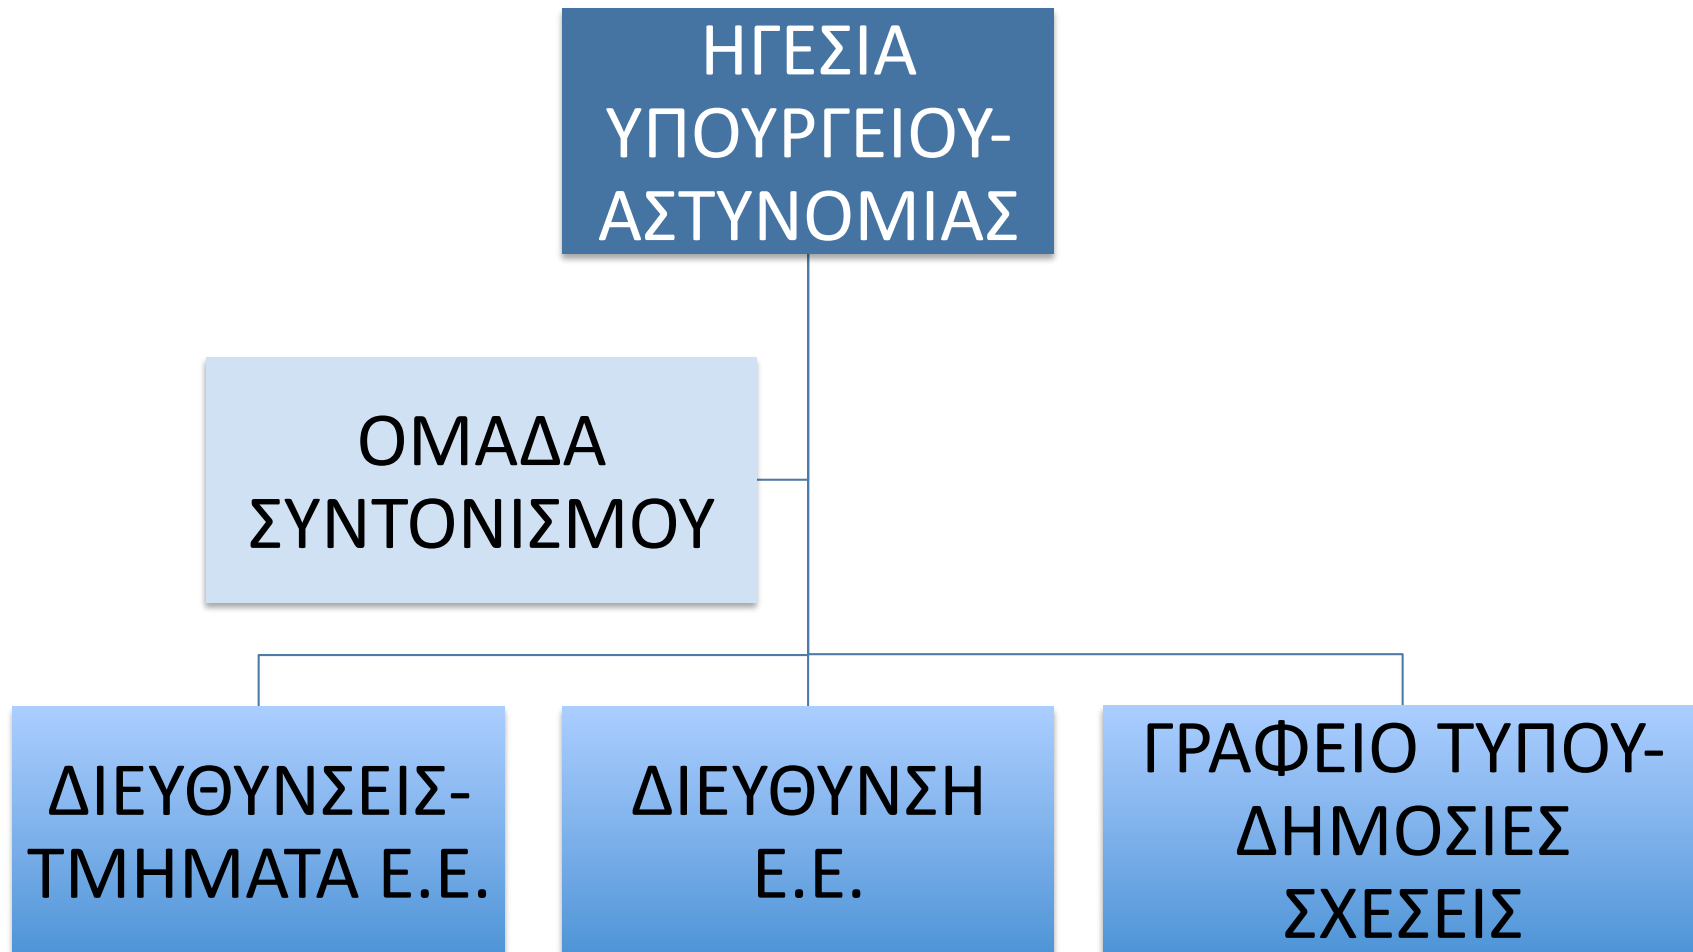 ΗΓΕΣΙΑ
ΥΠΟΥΡΓΕΙΟΥ-
ΑΣΤΥΝΟΜΙΑΣ
ΟΜΑΔΑ
ΣΥΝΤΟΝΙΣΜΟΥ
ΔΙΕΥΘΥΝΣΕΙΣ-
ΤΜΗΜΑΤΑ Ε.Ε.
ΔΙΕΥΘΥΝΣΗ
Ε.Ε.
ΓΡΑΦΕΙΟ ΤΥΠΟΥ-
ΔΗΜΟΣΙΕΣ
ΣΧΕΣΕΙΣ